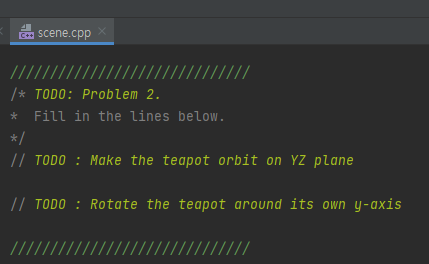 scene.cpp
//////////////////////////////
/* TODO: Problem 2.
*  Fill in the lines below.
*/
// TODO : Make the teapot orbit on YZ plane
// TODO : Rotate the teapot around its own y-axis
//////////////////////////////